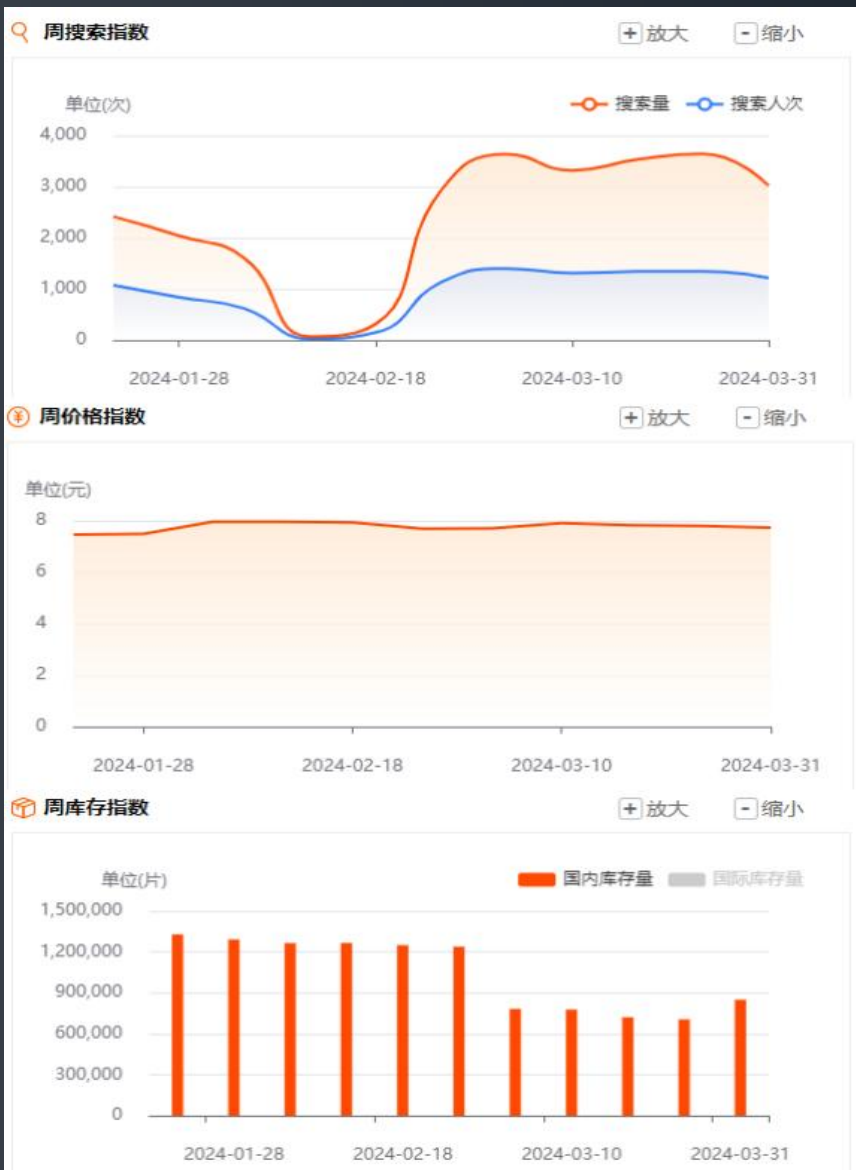 周搜索指数 + 放大 - 缩小
单位(次) 搜索量 搜索人次
4,000
3,000
2,000
1,000
0
2024-01-28 2024-02-18 2024-03-10 2024-03-31
¥ 周价格指数 + 放大 - 缩小
单位(元)
8
6
4
2
0
2024-01-28 2024-02-18 2024-03-10 2024-03-31
周库存指数 + 放大 - 缩小
单位(片) 国内库存量 国际库存量
1,500,000
1,200,000
900,000
600,000
300,000
0
2024-01-28 2024-02-18 2024-03-10 2024-03-31